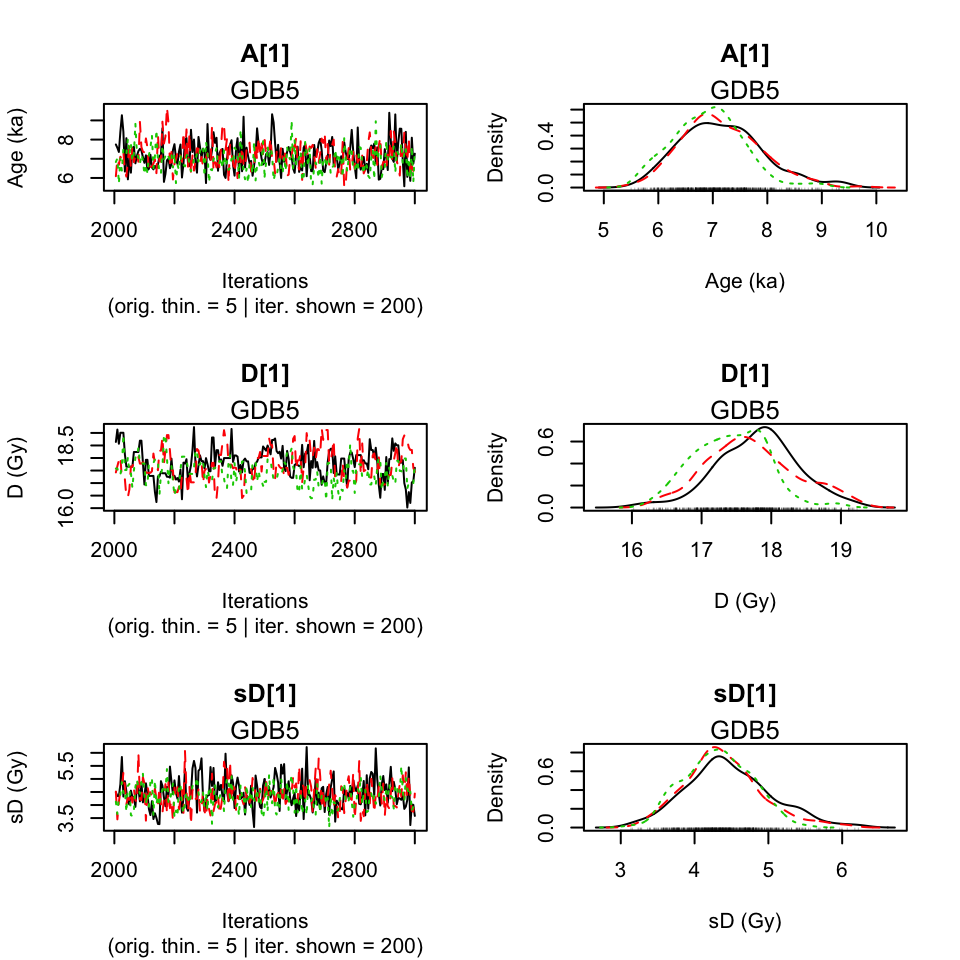 A[1]
GDB5
Age (ka)
8
6
2000 2400 2800
Iterations
(orig. thin. = 5 | iter. shown = 200)
A[1]
GDB5
Density
0.4
0.0
5 6 7 8 9 10
Age (ka)
D[1]
GDB5
D (Gy)
18.5
16.0
2000 2400 2800
Iterations
(orig. thin. = 5 | iter. shown = 200)
D[1]
GDB5
Density
0.6
0.0
16 17 18 19
D (Gy)
sD[1]
GDB5
sD (Gy)
5.5
3.5
2000 2400 2800
Iterations
(orig. thin. = 5 | iter. shown = 200)
sD[1]
GDB5
Density
0.6
0.0
3 4 5 6
sD (Gy)